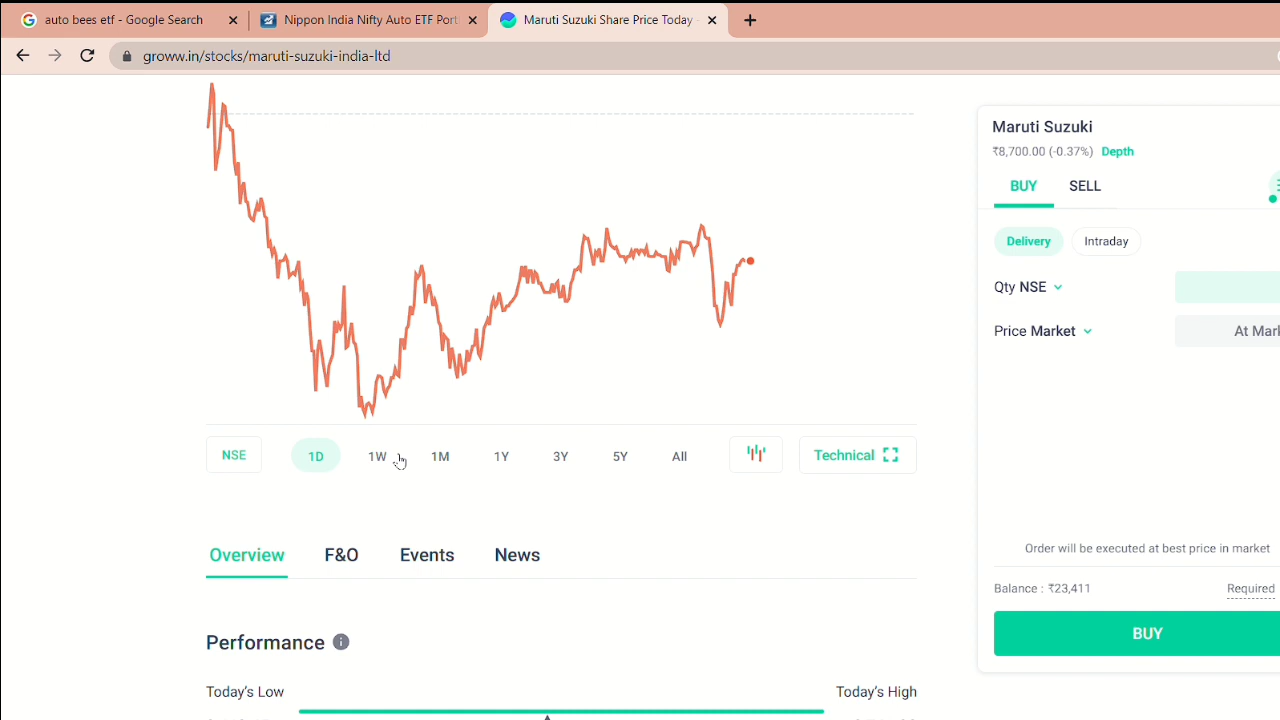 auto bees etf - Google Search
Nippon India Nifty Auto ETF Port
Maruti Suzuki Share Price Today -
groww.in/stocks/maruti-suzuki-india-ltd
Maruti Suzuki
₹8,700.00 (-0.37%) Depth
BUY SELL
Delivery Intraday
Qty NSE
Price Market At Mark
NSE 1D 1W 1M 1Y 3Y 5Y All Technical
Overview F&O Events News
Order will be executed at best price in market
Balance : ₹23,411 Required
BUY
Performance
Today's Low Today's High